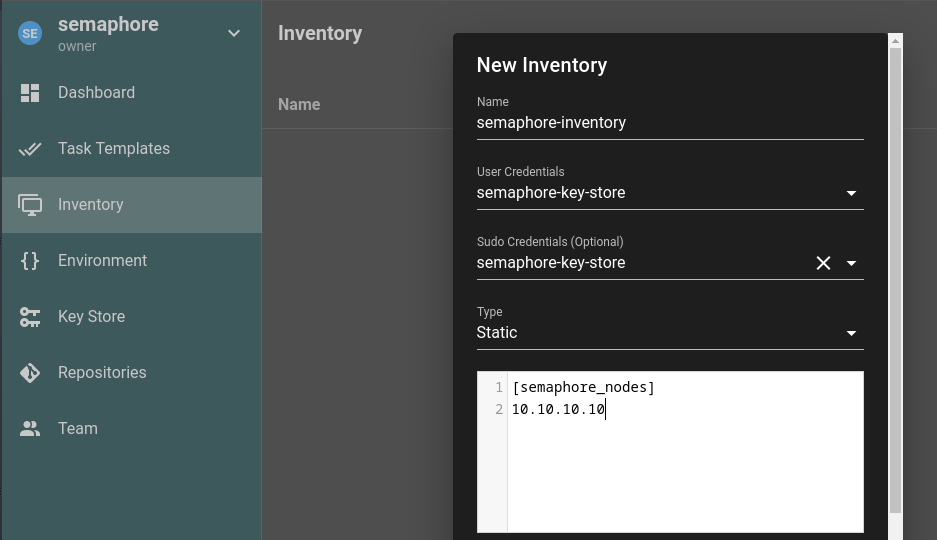 SE
semaphore
owner
Dashboard
Task Templates
Inventory
Environment
Key Store
Repositories
Team
Inventory
Name
New Inventory
Name
semaphore-inventory
User Credentials
semaphore-key-store
Sudo Credentials (Optional)
semaphore-key-store
Type
Static
1 [semaphore_nodes]
2 10.10.10.10